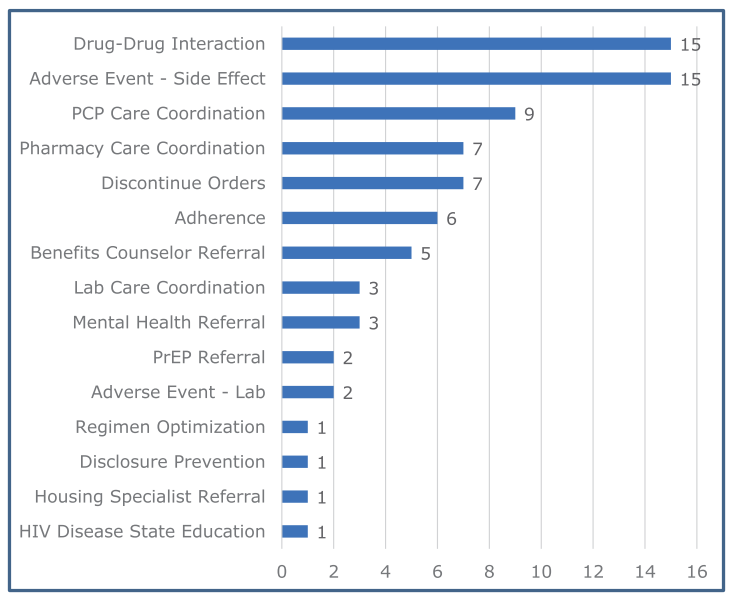 Drug-Drug Interaction 15
Adverse Event - Side Effect 15
PCP Care Coordination 9
Pharmacy Care Coordination 7
Discontinue Orders 7
Adherence 6
Benefits Counselor Referral 5
Lab Care Coordination 3
Mental Health Referral 3
PrEP Referral 2
Adverse Event - Lab 2
Regimen Optimization 1
Disclosure Prevention 1
Housing Specialist Referral 1
HIV Disease State Education 1
0 2 4 6 8 10 12 14 16